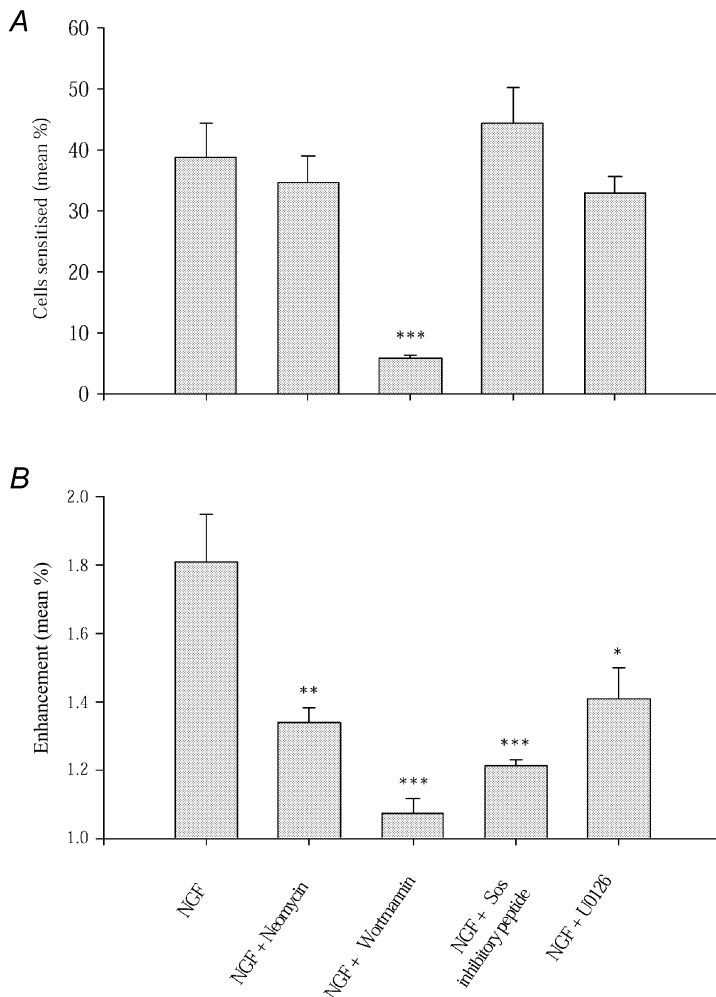 A
60
50
40
30
20
10
0
Cells sensitised (mean %)
***
B
2.0
1.8
1.6
1.4
1.2
1.0
Enhancement (mean %)
**
***
***
*
NGF
NGF + Neomycin
NGF + Wortmannin
NGF + Sos
inhibitory peptide
NGF + U0126